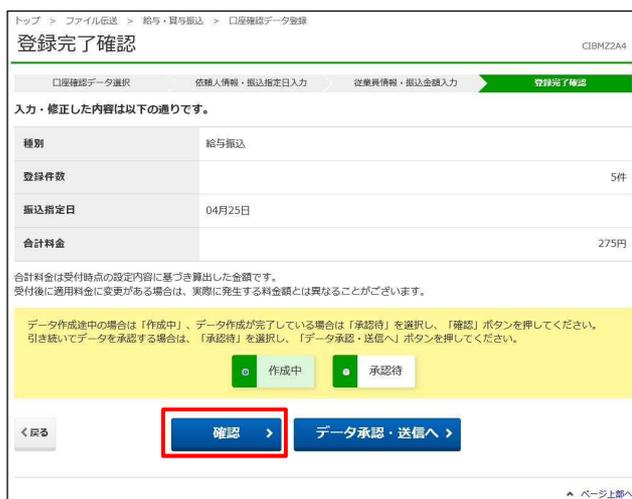 トップ > ファイル伝送 > 給与・賞与振込 > 口座確認データ登録
登録完了確認
CIBMZ2A4
口座確認データ選択
依頼人情報・振込指定日入力
従業員情報・振込金額入力
登録完了確認
入力・修正した内容は以下の通りです。
種別 給与振込
登録件数 5件
振込指定日 04月25日
合計料金 275円
合計料金は受付時点の設定内容に基づき算出した金額です。
受付後に適用料金に変更がある場合は、実際に発生する料金額とは異なることがございます。
データ作成途中の場合は「作成中」、データ作成が完了している場合は「承認待」を選択し、「確認」ボタンを押してください。
引き続いてデータを承認する場合は、「承認待」を選択し、「データ承認・送信へ」ボタンを押してください。
作成中
承認待
< 戻る
確認 >
データ承認・送信へ >
ページ上部へ